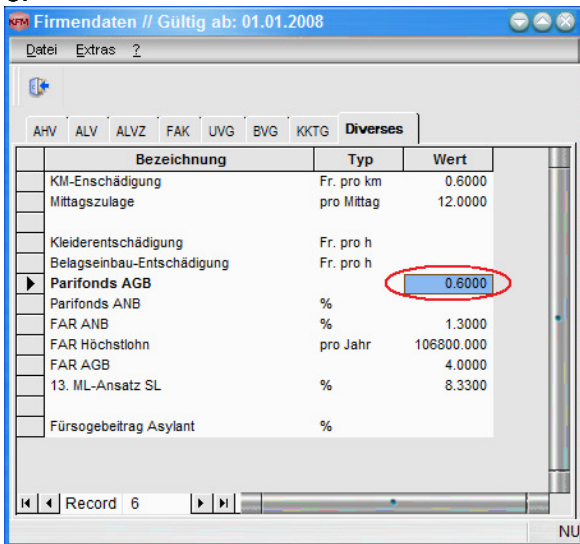 KFM Firmendaten // Gültig ab: 01.01.2008
Datei Extras ?
AHV ALV ALVZ FAK UVG BVG KKTG Diverses
Bezeichnung Typ Wert
KM-Enschädigung Fr. pro km 0.6000
Mittagszulage pro Mittag 12.0000
Kleiderentschädigung Fr. pro h
Belagseinbau-Entschädigung Fr. pro h
Parifonds AGB 0.6000
Parifonds ANB %
FAR ANB % 1.3000
FAR Höchstlohn pro Jahr 106800.000
FAR AGB 4.0000
13. ML-Ansatz SL % 8.3300
Fürsogebeitrag Asylant %
Record 6
NU